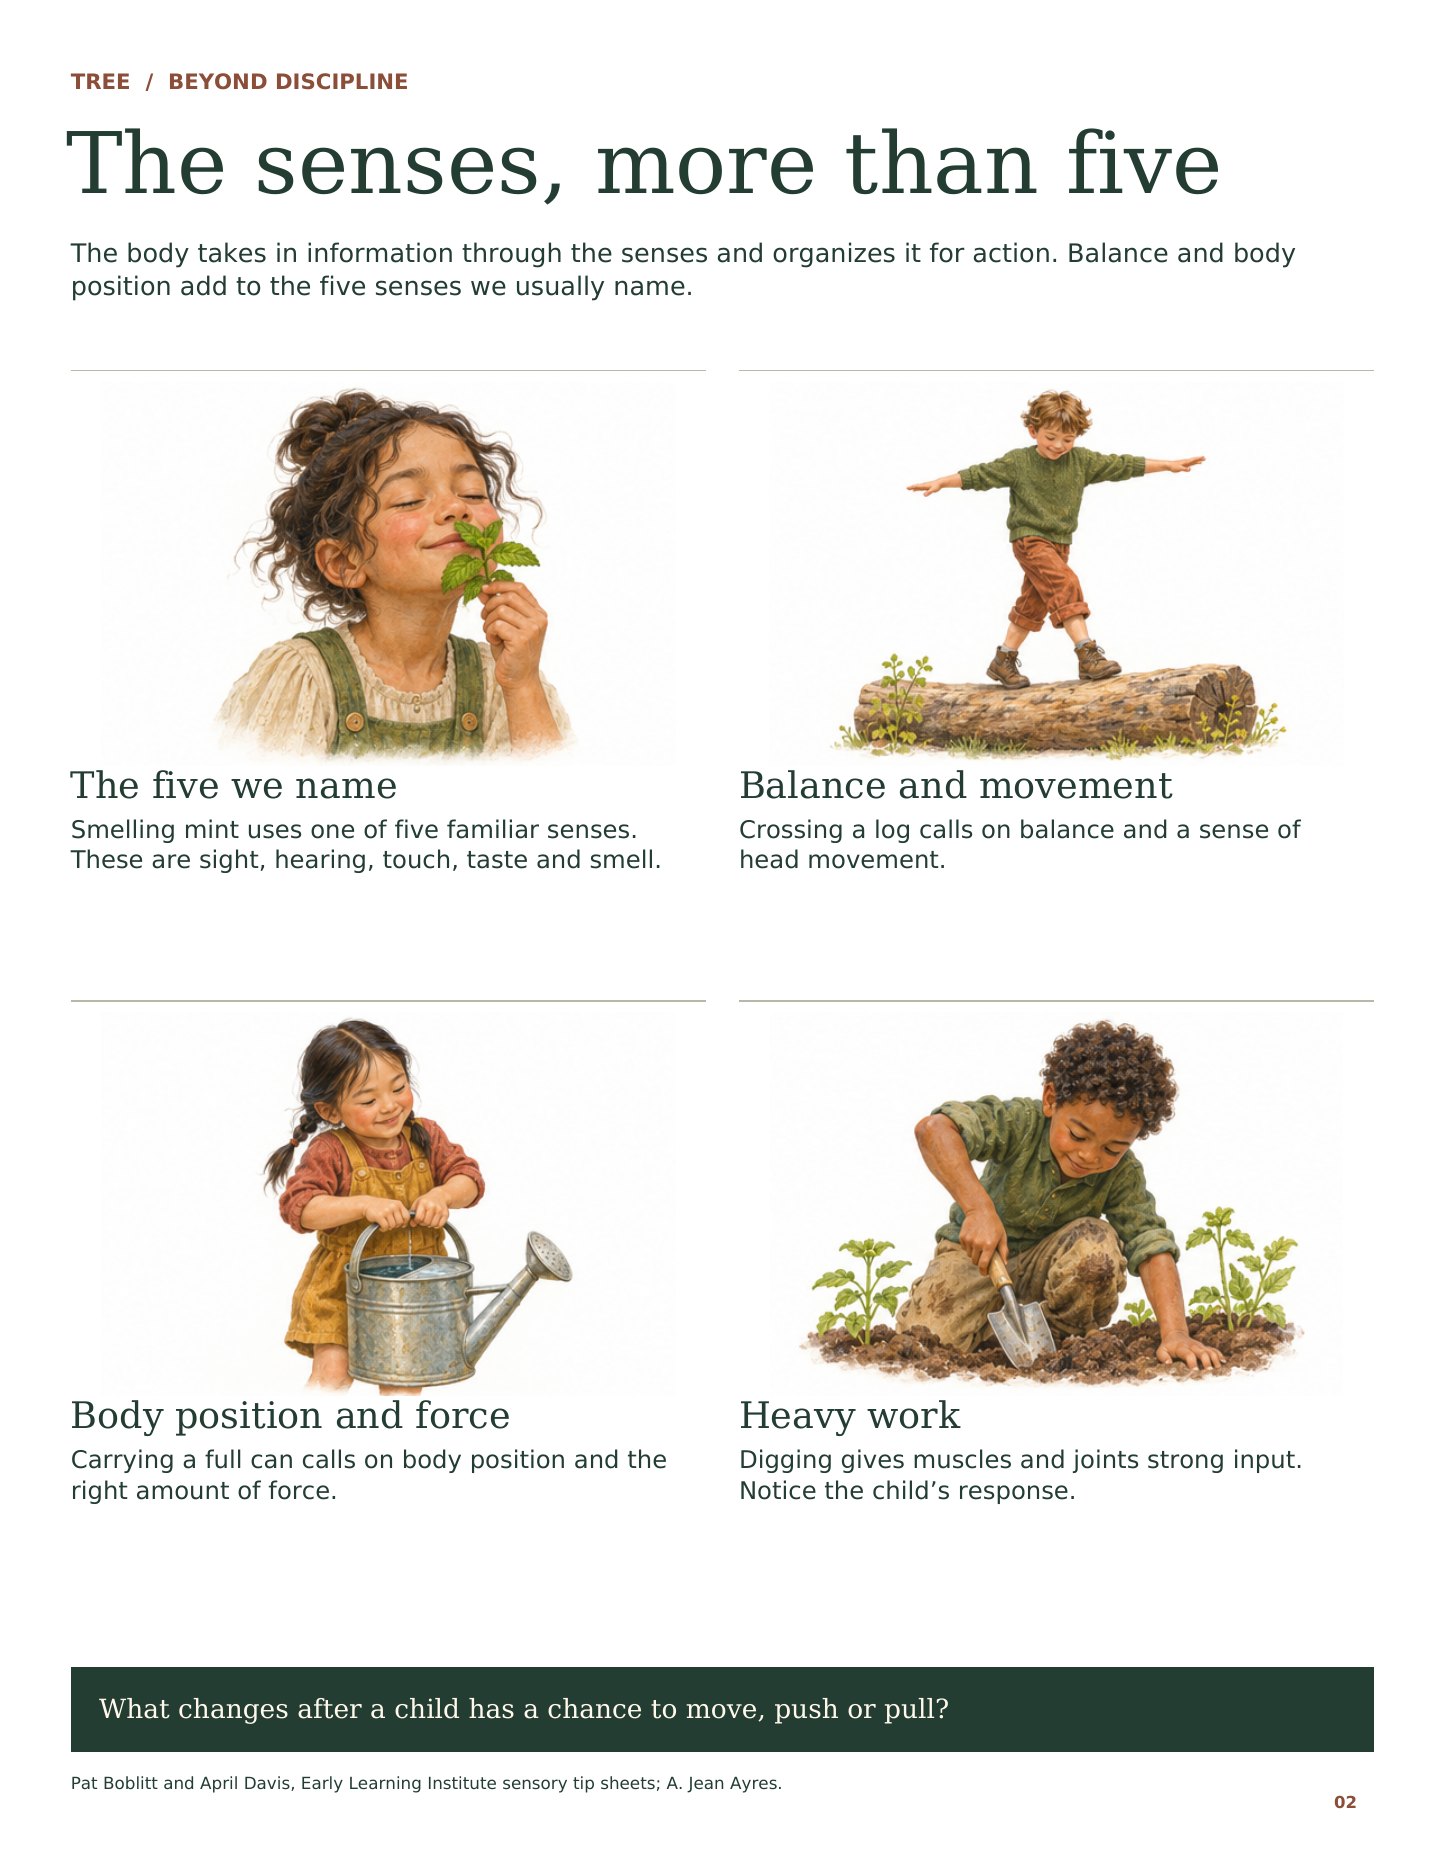 TREE / BEYOND DISCIPLINE
The senses, more than five
The body takes in information through the senses and organizes it for action. Balance and body
position add to the five senses we usually name.
The five we name
Smelling mint uses one of five familiar senses.
These are sight, hearing, touch, taste and smell.
Balance and movement
Crossing a log calls on balance and a sense of
head movement.
Body position and force
Carrying a full can calls on body position and the
right amount of force.
Heavy work
Digging gives muscles and joints strong input.
Notice the child’s response.
What changes after a child has a chance to move, push or pull?
Pat Boblitt and April Davis, Early Learning Institute sensory tip sheets; A. Jean Ayres.
02